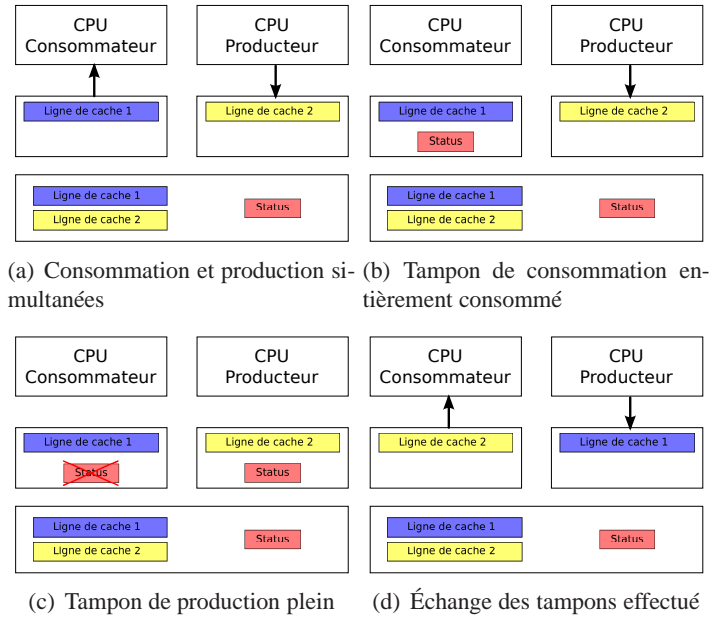 CPU
Consommateur
CPU
Producteur
Ligne de cache 1
Ligne de cache 2
Ligne de cache 1
Ligne de cache 2
Status
(a) Consommation et production si-
multanées
CPU
Consommateur
CPU
Producteur
Ligne de cache 1
Status
Ligne de cache 2
Ligne de cache 1
Ligne de cache 2
Status
(b) Tampon de consommation en-
tièrement consommé
CPU
Consommateur
CPU
Producteur
Ligne de cache 1
Status
Ligne de cache 2
Status
Ligne de cache 1
Ligne de cache 2
Status
(c) Tampon de production plein
CPU
Consommateur
CPU
Producteur
Ligne de cache 2
Ligne de cache 1
Ligne de cache 1
Ligne de cache 2
Status
(d) Échange des tampons effectué